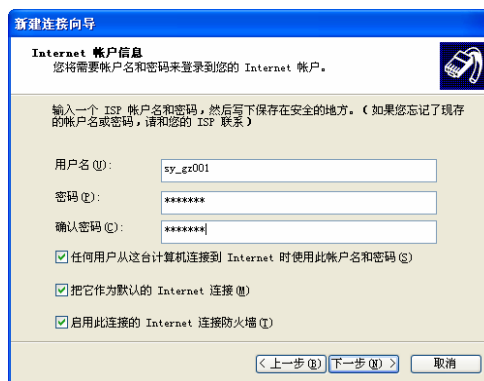 新建连接向导
Internet 帐户信息
您将需要帐户名和密码来登录到您的 Internet 帐户。
输入一个 ISP 帐户名和密码，然后写下保存在安全的地方。（如果您忘记了现存
的帐户名或密码，请和您的 ISP 联系）
用户名(U): sy_gz001
密码(P): *******
确认密码(C): *******
任何用户从这台计算机连接到 Internet 时使用此帐户名和密码(S)
把它作为默认的 Internet 连接(M)
启用此连接的 Internet 连接防火墙(T)
< 上一步(B) 下一步(N) > 取消